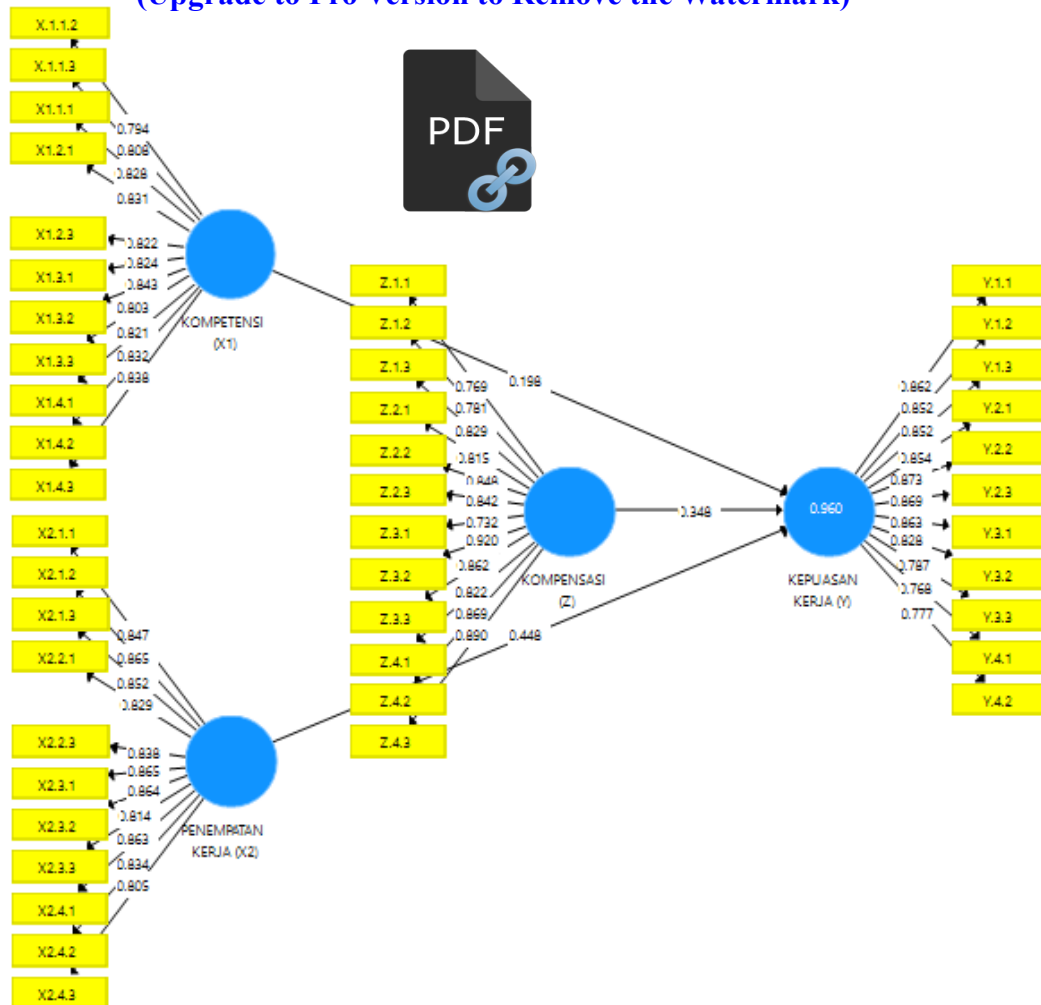 (Upgrade to Pro Version to Remove the Watermark)
PDF
X.1.1.2
X.1.1.3
X1.1.1
X1.2.1
X1.2.3
X1.3.1
X1.3.2
X1.3.3
X1.4.1
X1.4.2
X1.4.3
0.794
0.808
0.828
0.831
0.822
0.824
0.843
0.803
0.821
0.832
0.838
KOMPETENSI
(X1)
X2.1.1
X2.1.2
X2.1.3
X2.2.1
X2.2.3
X2.3.1
X2.3.2
X2.3.3
X2.4.1
X2.4.2
X2.4.3
0.847
0.865
0.852
0.829
0.838
0.865
0.864
0.814
0.863
0.834
0.805
PENEMPATAN
KERJA (X2)
Z.1.1
Z.1.2
Z.1.3
Z.2.1
Z.2.2
Z.2.3
Z.3.1
Z.3.2
Z.3.3
Z.4.1
Z.4.2
Z.4.3
0.769
0.781
0.829
0.815
0.848
0.842
0.732
0.920
0.862
0.822
0.869
0.890
KOMPENSASI
(Z)
0.198
0.348
0.448
0.960
KEPUASAN
KERJA (Y)
0.862
0.852
0.852
0.854
0.873
0.869
0.863
0.828
0.787
0.768
0.777
Y.1.1
Y.1.2
Y.1.3
Y.2.1
Y.2.2
Y.2.3
Y.3.1
Y.3.2
Y.3.3
Y.4.1
Y.4.2